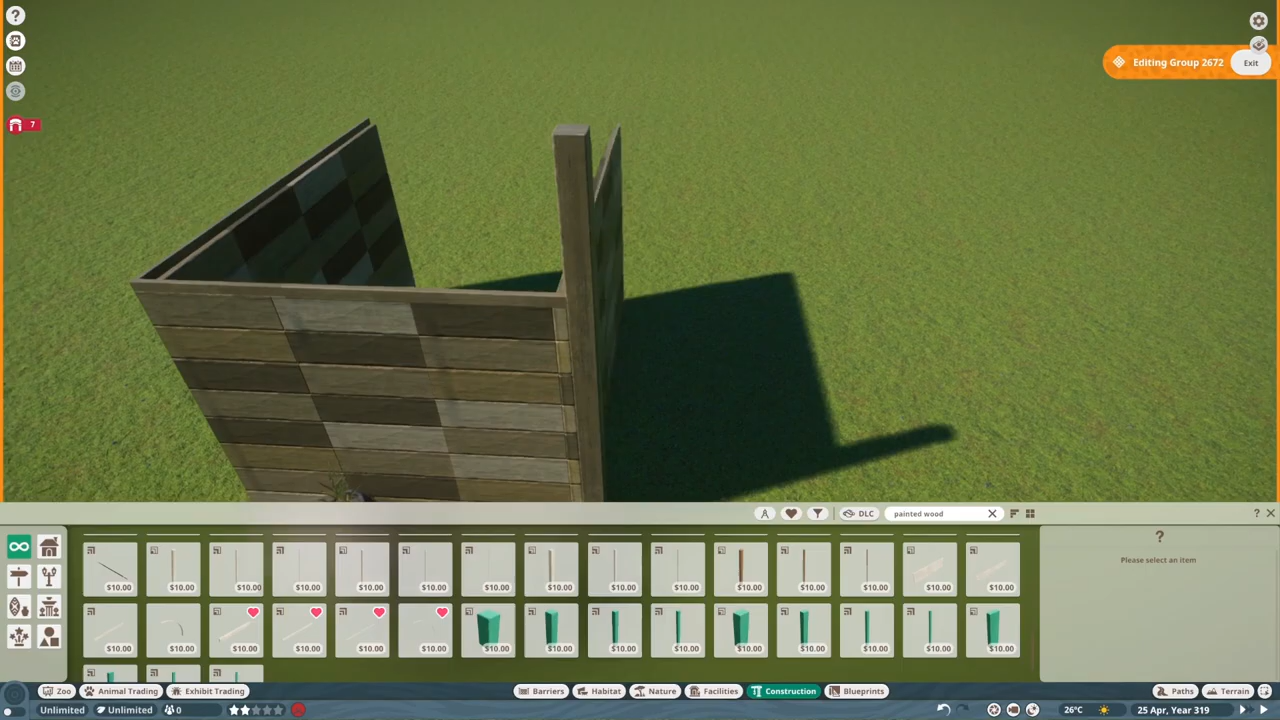 ?
Editing Group 2672
Exit
7
DLC
painted wood
?
?
Please select an item
$10.00 $10.00 $10.00 $10.00 $10.00 $10.00 $10.00 $10.00 $10.00 $10.00 $10.00 $10.00 $10.00 $10.00 $10.00
$10.00 $10.00 $10.00 $10.00 $10.00 $10.00 $10.00 $10.00 $10.00 $10.00 $10.00 $10.00 $10.00 $10.00 $10.00
Zoo Animal Trading Exhibit Trading Barriers Habitat Nature Facilities Construction Blueprints Paths Terrain
Unlimited Unlimited 0 26°C 25 Apr, Year 319